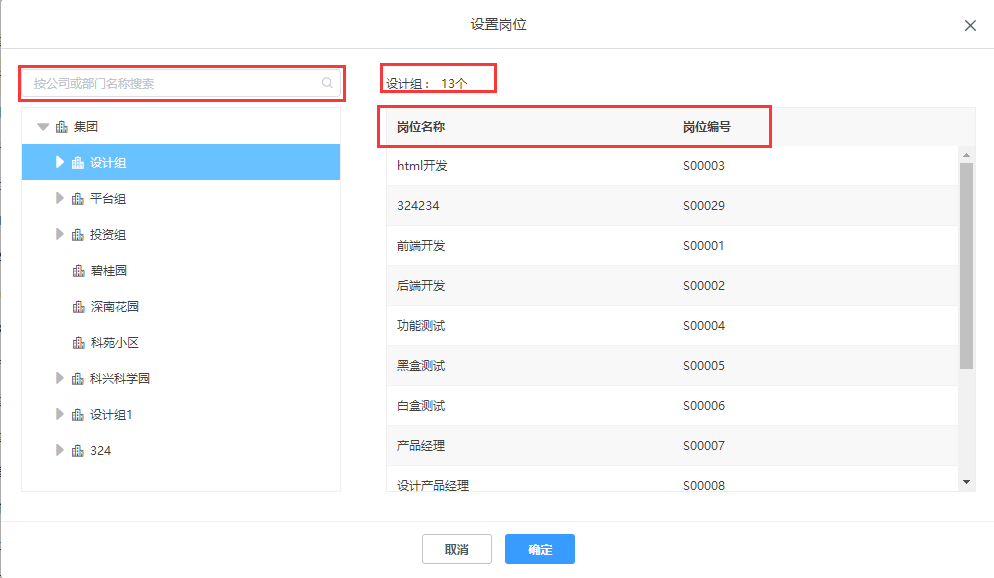 设置岗位
按公司或部门名称搜索
集团
设计组
平台组
投资组
碧桂园
深南花园
科苑小区
科兴科学园
设计组1
324
设计组： 13个
岗位名称 岗位编号
html开发 S00003
324234 S00029
前端开发 S00001
后端开发 S00002
功能测试 S00004
黑盒测试 S00005
白盒测试 S00006
产品经理 S00007
设计产品经理 S00008
取消 确定